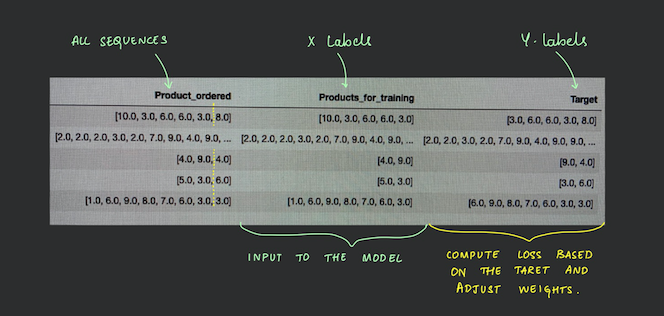 ALL SEQUENCES
X Labels
Y-Labels
Product_ordered Products_for_training Target
[10.0, 3.0, 6.0, 6.0, 3.0, 8.0] [10.0, 3.0, 6.0, 6.0, 3.0] [3.0, 6.0, 6.0, 3.0, 8.0]
[2.0, 2.0, 2.0, 3.0, 2.0, 7.0, 9.0, 4.0, 9.0, ... [2.0, 2.0, 2.0, 3.0, 2.0, 7.0, 9.0, 4.0, 9.0, ... [2.0, 2.0, 3.0, 2.0, 7.0, 9.0, 4.0, 9.0, 9.0, ...
[4.0, 9.0, 4.0] [4.0, 9.0] [9.0, 4.0]
[5.0, 3.0, 6.0] [5.0, 3.0] [3.0, 6.0]
[1.0, 6.0, 9.0, 8.0, 7.0, 6.0, 3.0, 3.0] [1.0, 6.0, 9.0, 8.0, 7.0, 6.0, 3.0] [6.0, 9.0, 8.0, 7.0, 6.0, 3.0, 3.0]
INPUT TO THE MODEL
COMPUTE LOSS BASED
ON THE TARET AND
ADJUST WEIGHTS.